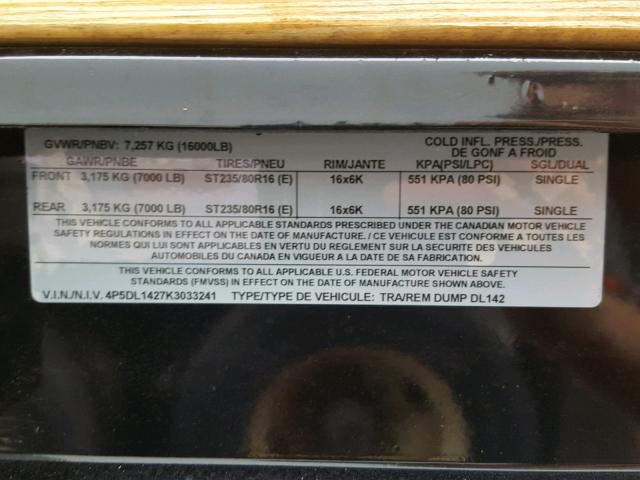 GVWR/PNBV: 7,257 KG (16000LB) COLD INFL. PRESS./PRESS.
DE GONF A FROID
GAWR/PNBE TIRES/PNEU RIM/JANTE KPA(PSI/LPC) SGL/DUAL
FRONT 3,175 KG (7000 LB) ST235/80R16 (E) 16x6K 551 KPA (80 PSI) SINGLE
REAR 3,175 KG (7000 LB) ST235/80R16 (E) 16x6K 551 KPA (80 PSI) SINGLE
THIS VEHICLE CONFORMS TO ALL APPLICABLE STANDARDS PRESCRIBED UNDER THE CANADIAN MOTOR VEHICLE
SAFETY REGULATIONS IN EFFECT ON THE DATE OF MANUFACTURE. / CE VEHICULE EST CONFORME A TOUTES LES
NORMES QUI LUI SONT APPLICABLES EN VERTU DU REGLEMENT SUR LA SECURITE DES VEHICULES
AUTOMOBILES DU CANADA EN VIGUEUR A LA DATE DE SA FABRICATION.
THIS VEHICLE CONFORMS TO ALL APPLICABLE U.S. FEDERAL MOTOR VEHICLE SAFETY
STANDARDS (FMVSS) IN EFFECT ON THE DATE OF MANUFACTURE SHOWN ABOVE.
V.I.N./N.I.V. 4P5DL1427K3033241 TYPE/TYPE DE VEHICULE: TRA/REM DUMP DL142